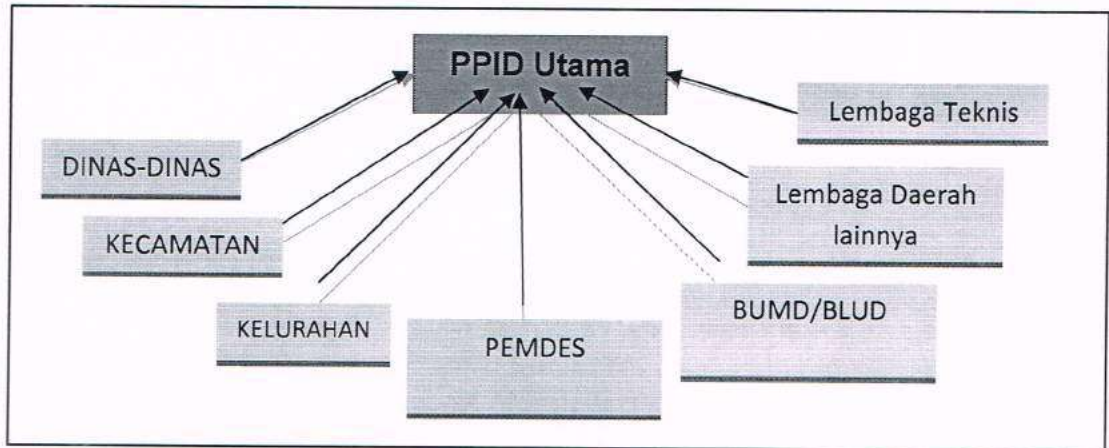 PPID Utama
Lembaga Teknis
DINAS-DINAS
Lembaga Daerah
lainnya
KECAMATAN
BUMD/BLUD
KELURAHAN
PEMDES